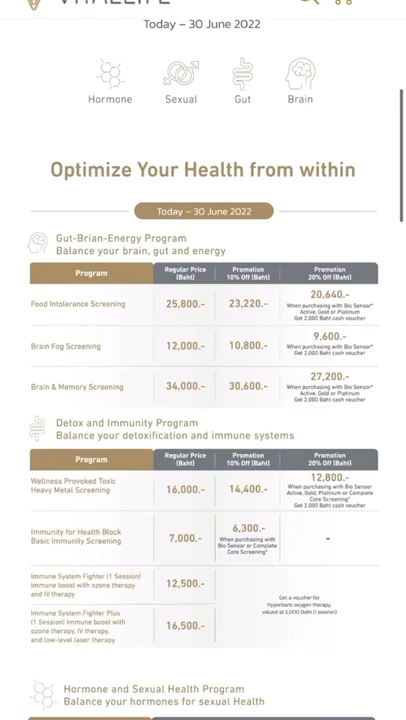 VITALLIFE
Today – 30 June 2022
Hormone
Sexual
Gut
Brain
Optimize Your Health from within
Today – 30 June 2022
Gut-Brian-Energy Program
Balance your brain, gut and energy
Program
Regular Price
(Baht)
Promotion
10% Off (Baht)
Promotion
20% Off (Baht)
Food Intolerance Screening
25,800.-
23,220.-
20,640.-
When purchasing with Bio Sensor*
Active, Gold or Platinum
Get 2,000 Baht cash voucher
Brain Fog Screening
12,000.-
10,800.-
9,600.-
When purchasing with Bio Sensor*
Active, Gold or Platinum
Get 2,000 Baht cash voucher
Brain & Memory Screening
34,000.-
30,600.-
27,200.-
When purchasing with Bio Sensor*
Active, Gold or Platinum
Get 2,000 Baht cash voucher
Detox and Immunity Program
Balance your detoxification and immune systems
Program
Regular Price
(Baht)
Promotion
10% Off (Baht)
Promotion
20% Off (Baht)
Wellness Provoked Toxic
Heavy Metal Screening
16,000.-
14,400.-
12,800.-
When purchasing with Bio Sensor
Active, Gold, Platinum or Complete
Core Screening*
Get 2,000 Baht cash voucher
Immunity for Health Block
Basic Immunity Screening
7,000.-
6,300.-
When purchasing with
Bio Sensor or Complete
Core Screening*
-
Immune System Fighter (1 Session)
Immune boost with ozone therapy
and IV therapy
12,500.-
Immune System Fighter Plus
(1 Session) Immune boost with
ozone therapy, IV therapy,
and low-level laser therapy
16,500.-
Get a voucher for
hyperbaric oxygen therapy,
valued at 5,000 Baht (1 session)
Hormone and Sexual Health Program
Balance your hormones for sexual Health